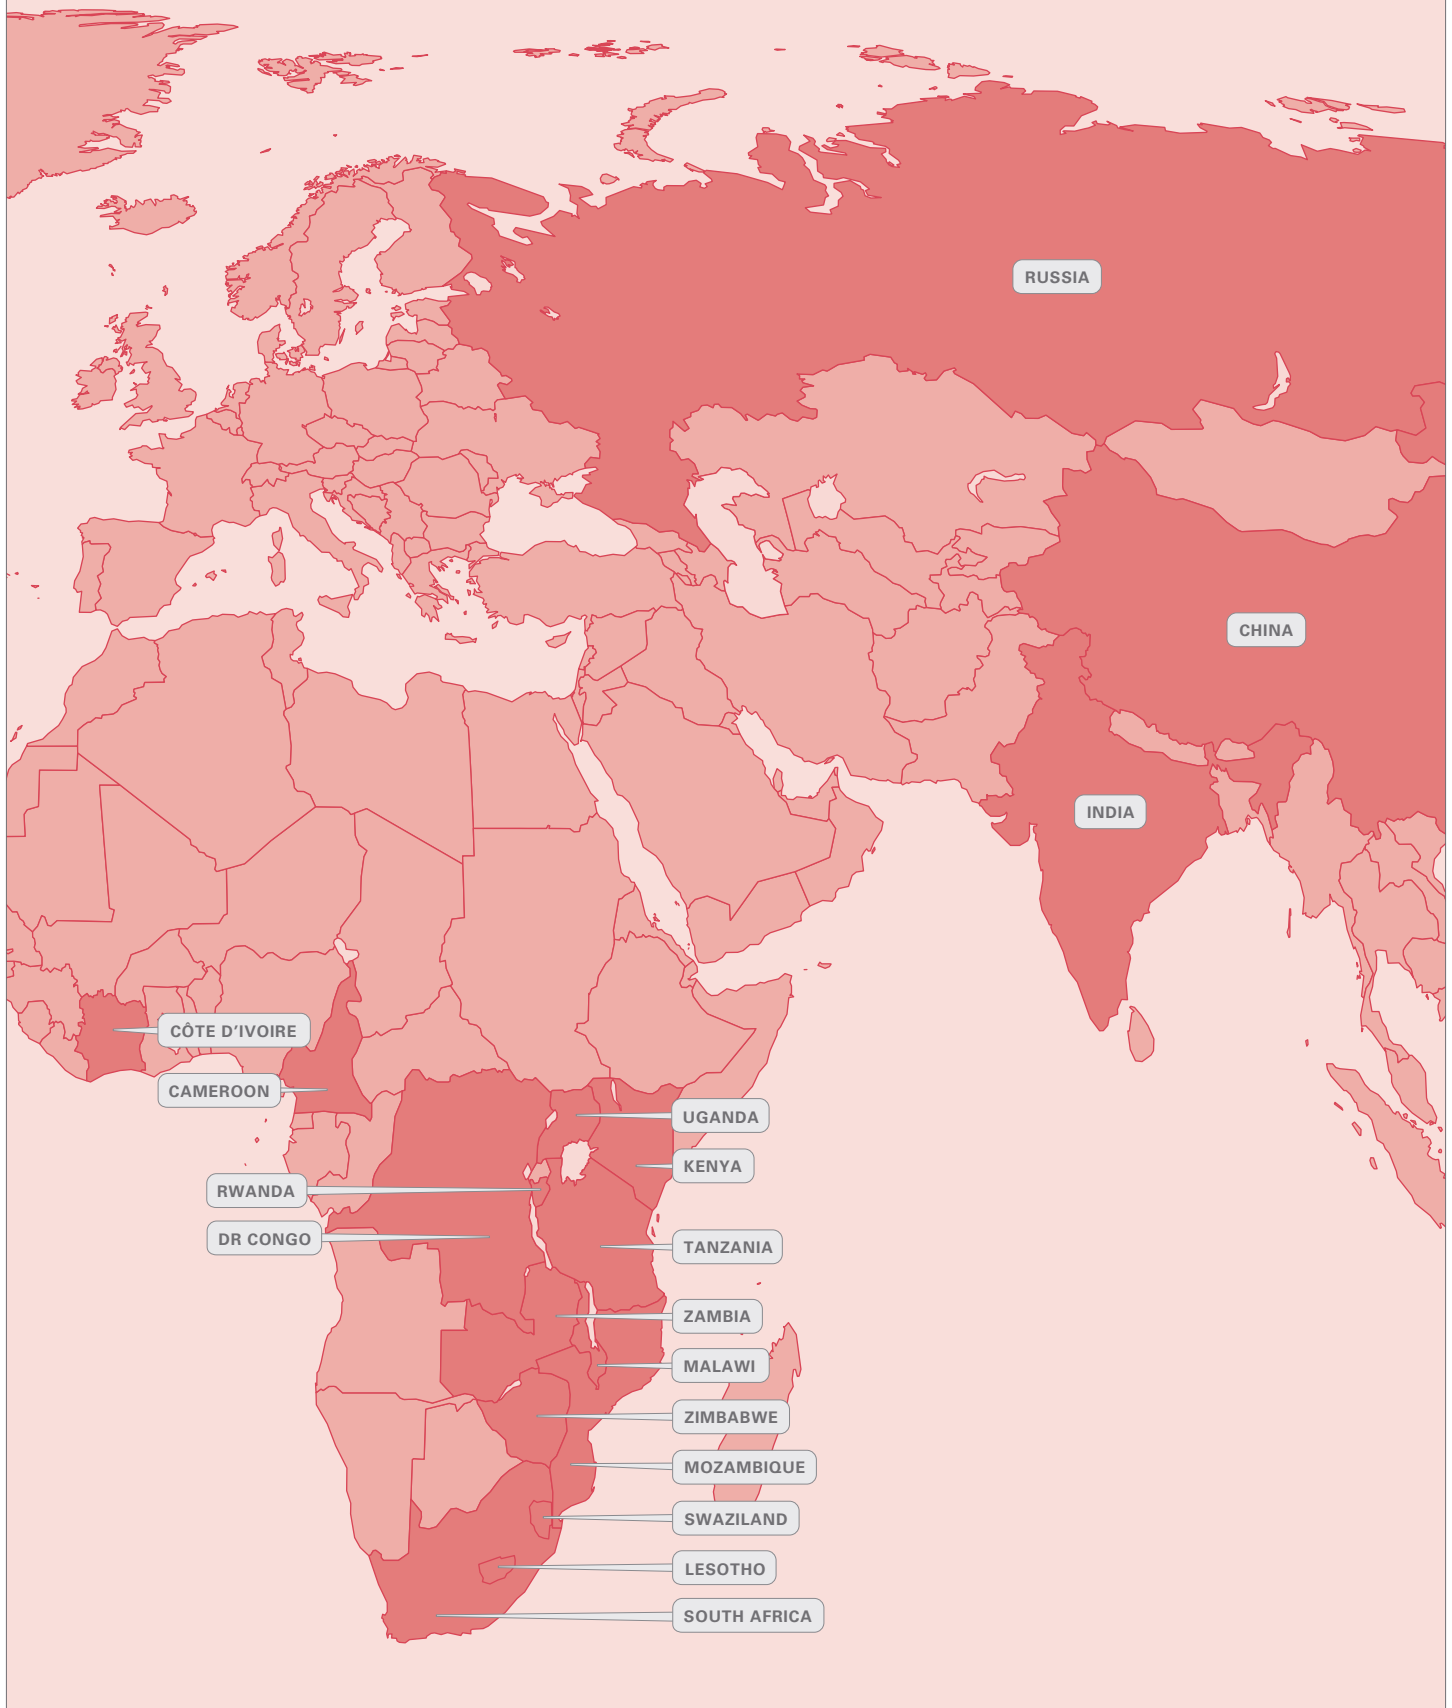 RUSSIA
CHINA
INDIA
CÔTE D’IVOIRE
CAMEROON
UGANDA
KENYA
RWANDA
DR CONGO
TANZANIA
ZAMBIA
MALAWI
ZIMBABWE
MOZAMBIQUE
SWAZILAND
LESOTHO
SOUTH AFRICA